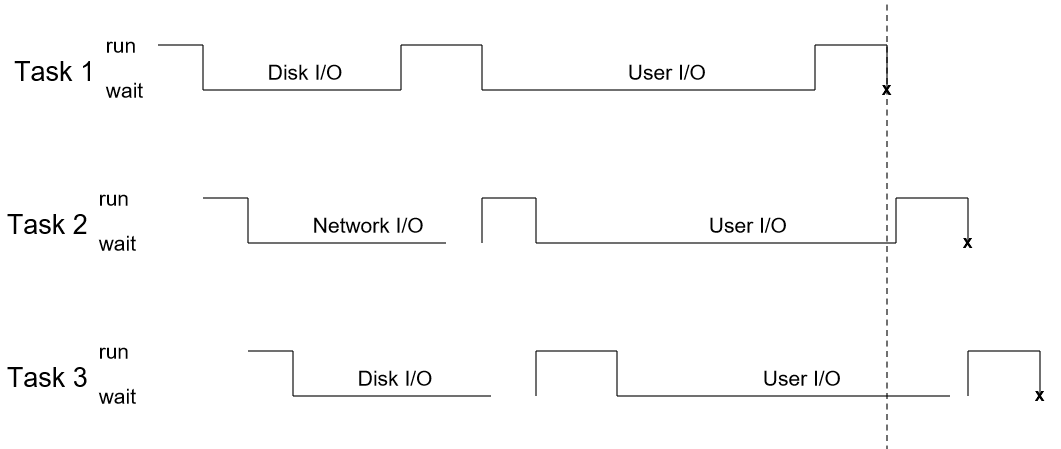 run
Task 1
Disk I/O
User I/O
wait
x
run
Task 2
Network I/O
User I/O
wait
x
run
Task 3
Disk I/O
User I/O
wait
x